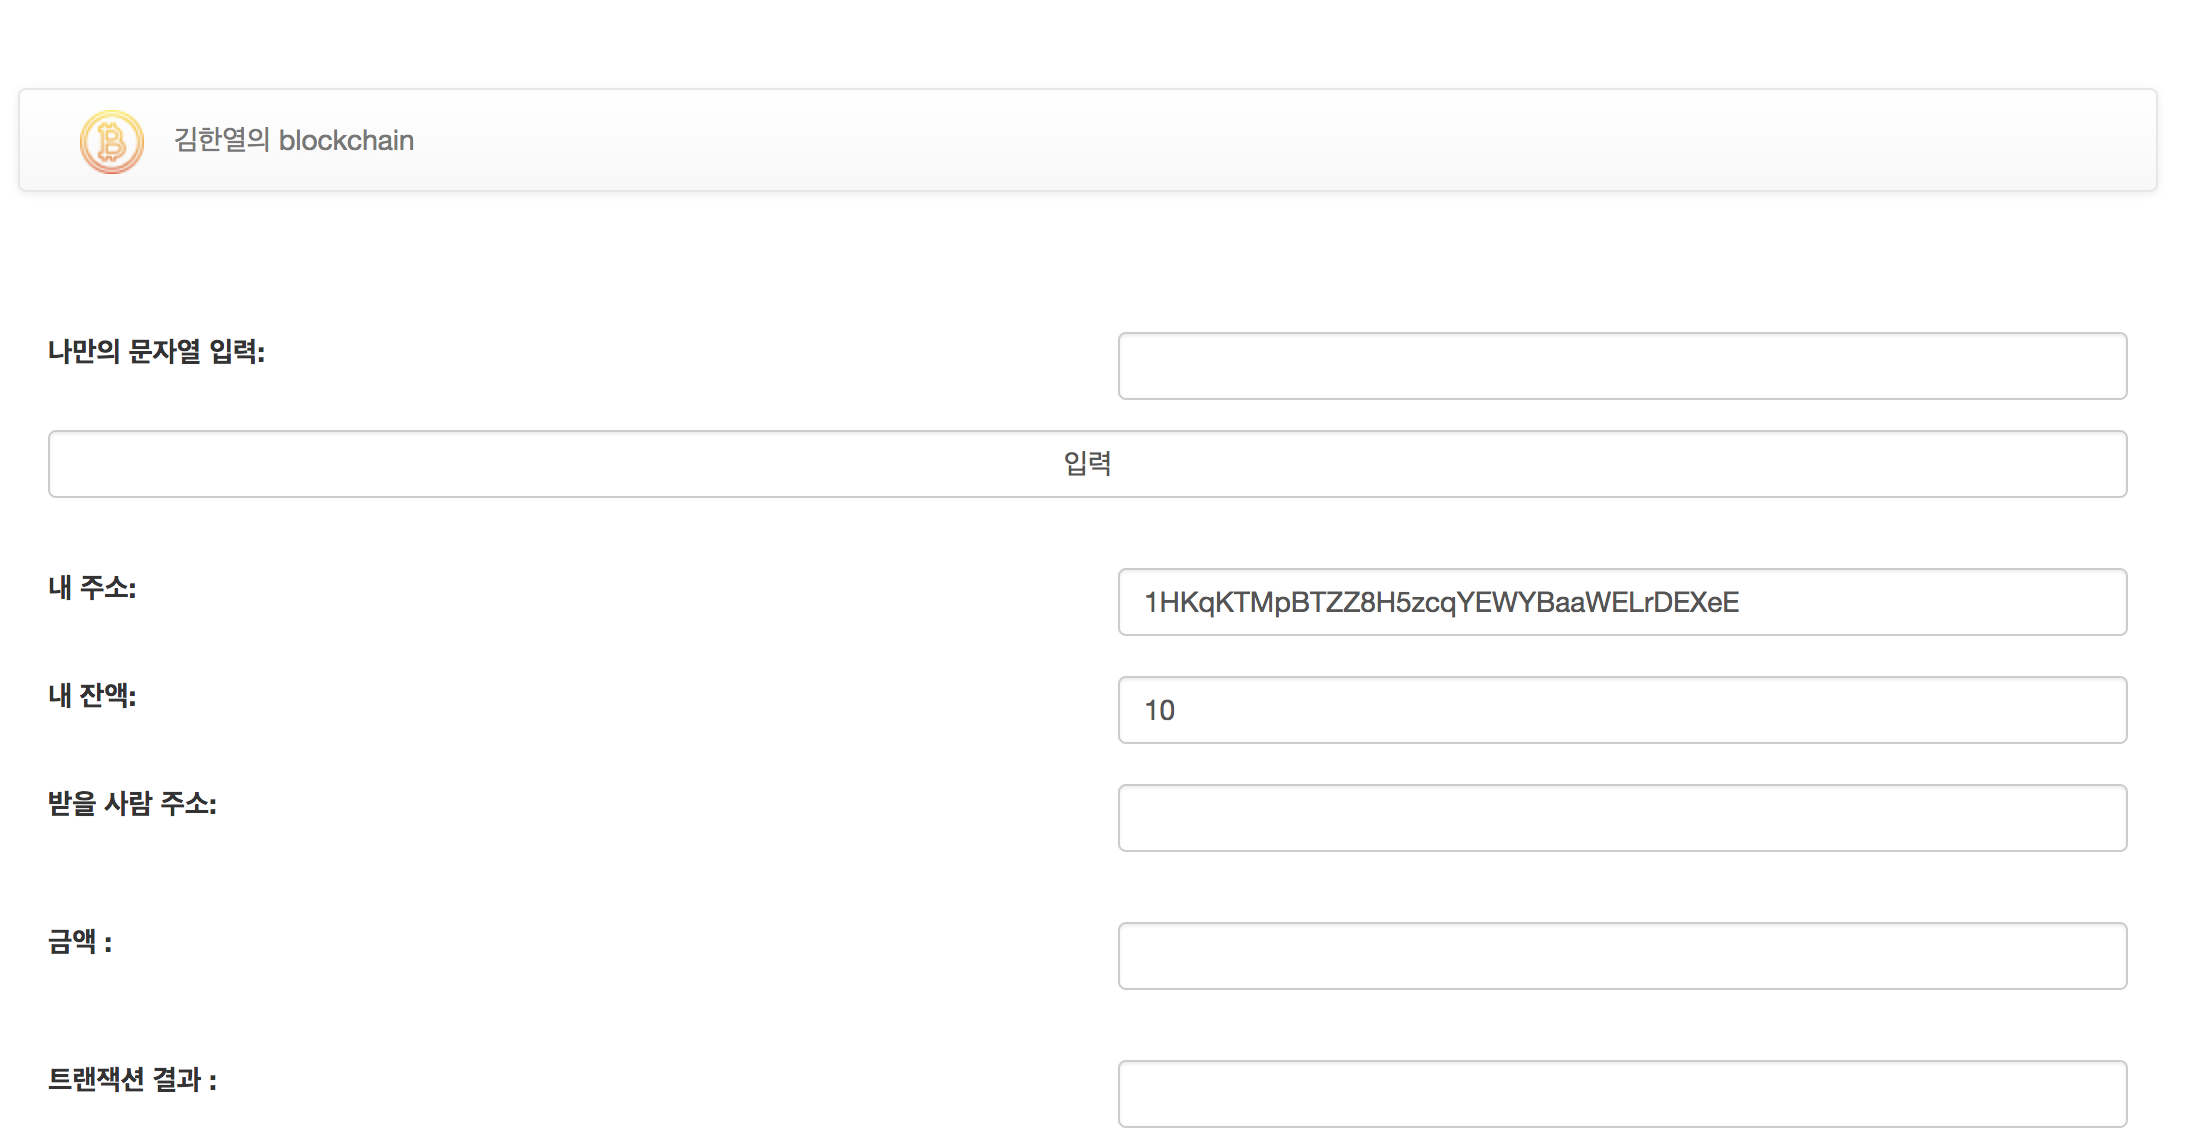 김한열의 blockchain
나만의 문자열 입력:
입력
내 주소:
1HKqKTMpBTZZ8H5zcqYEWYBaaWELrDEXeE
내 잔액:
10
받을 사람 주소:
금액 :
트랜잭션 결과 :